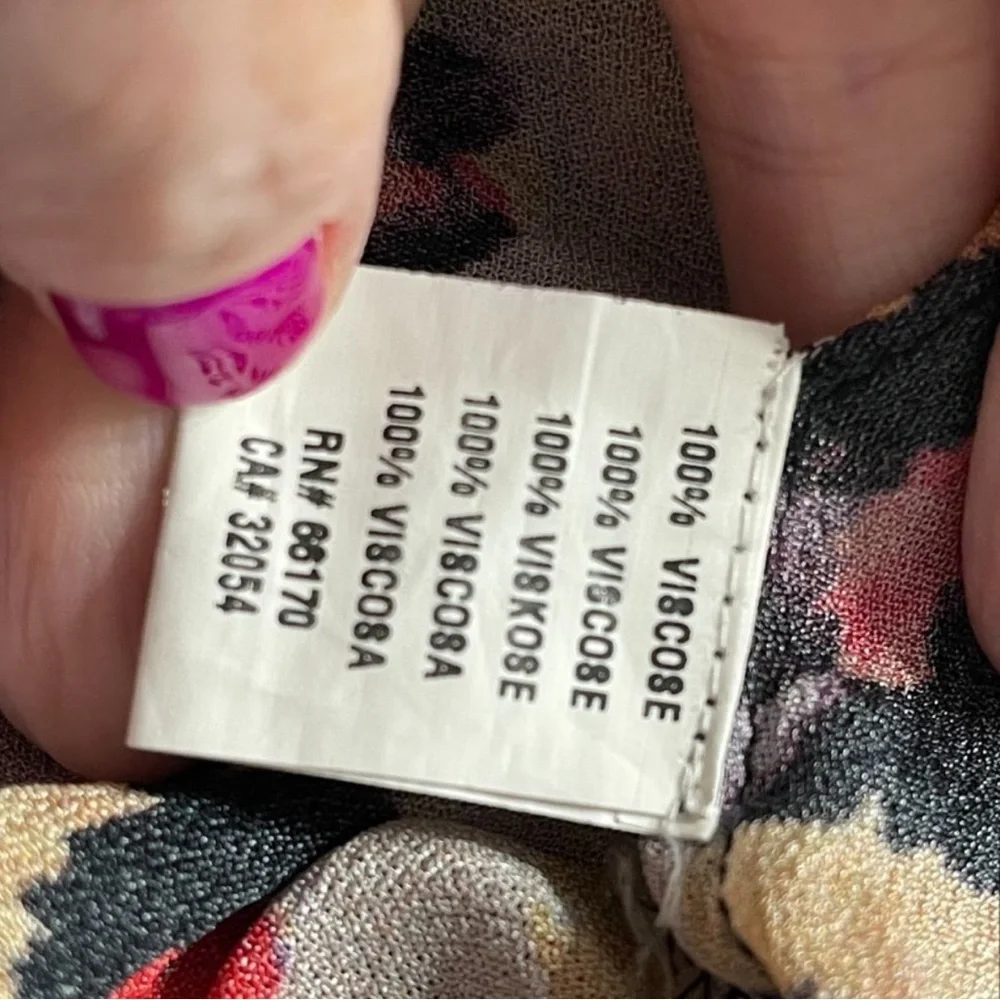 100% VISCOSE
100% VISCOSE
100% VISKOSE
100% VISCOSA
100% VISCOSA
RN# 66170
CA# 32054